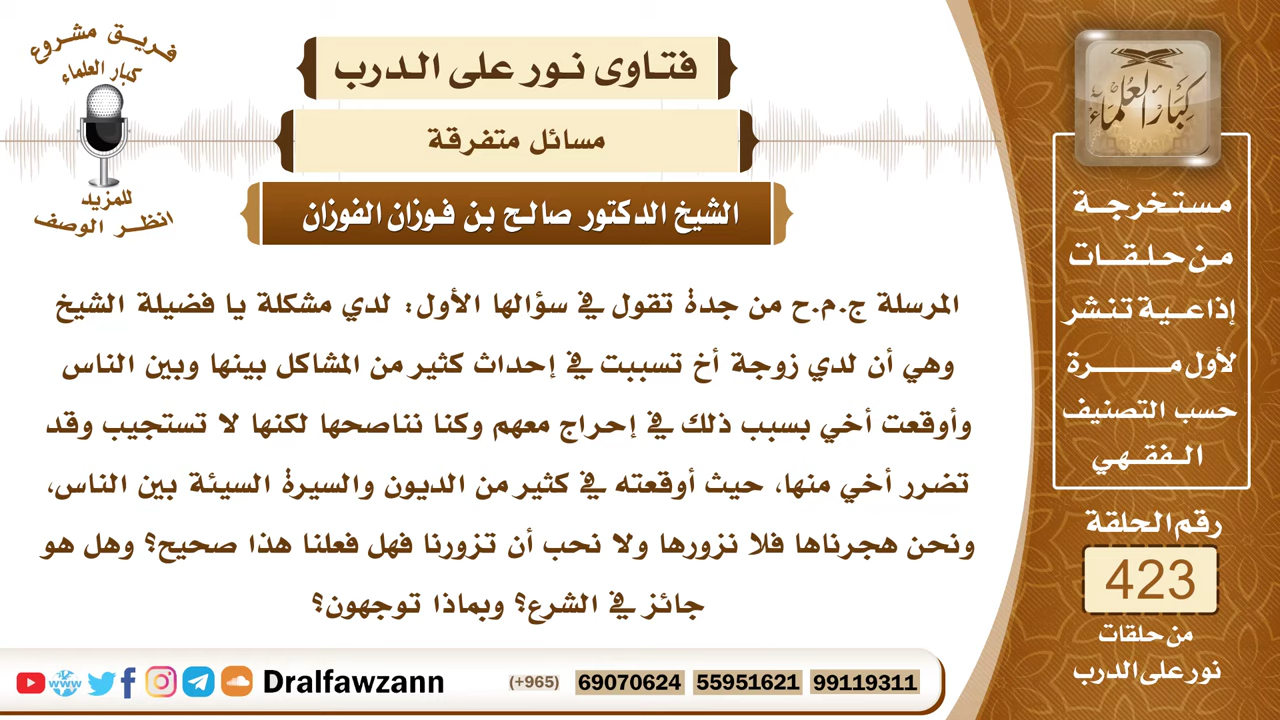 فريق مشروع
كبار العلماء
للمزيد
انظر الوصف
فتاوى نور على الدرب
مسائل متفرقة
الشيخ الدكتور صالح بن فوزان الفوزان
المرسلة ج.م.ح من جدة تقول في سؤالها الأول: لدي مشكلة يا فضيلة الشيخ
وهي أن لدي زوجة أخ تسببت في إحداث كثير من المشاكل بينها وبين الناس
وأوقعت أخي بسبب ذلك في إحراج معهم وكنا نناصحها لكنها لا تستجيب وقد
تضرر أخي منها، حيث أوقعته في كثير من الديون والسيرة السيئة بين الناس،
ونحن هجرناها فلا نزورها ولا نحب أن تزورنا فهل فعلنا هذا صحيح؟ وهل هو
جائز في الشرع؟ وبماذا توجهون؟
كبار العلماء
مستخرجة
من حلقات
إذاعية تنشر
لأول مرة
حسب التصنيف
الفقهي
رقم الحلقة
423
من حلقات
نور على الدرب
www Dralfawzann (+965) 69070624 55951621 99119311